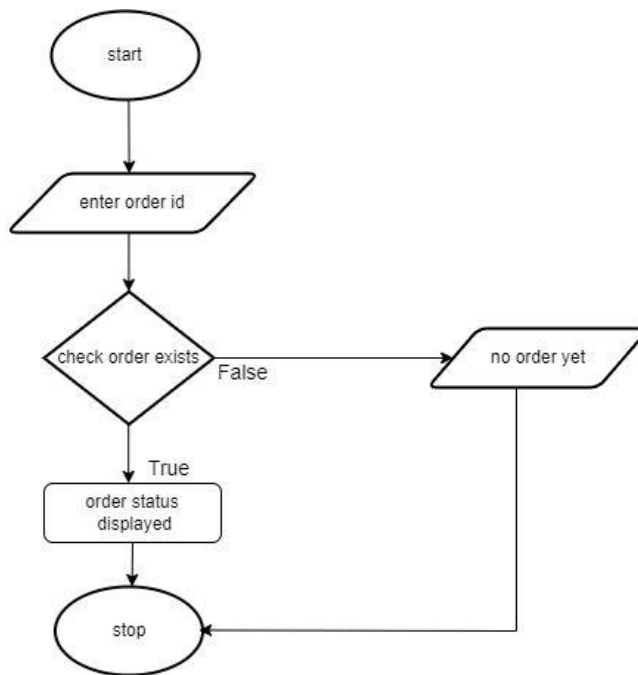 start
enter order id
check order exists
False
no order yet
True
order status
displayed
stop